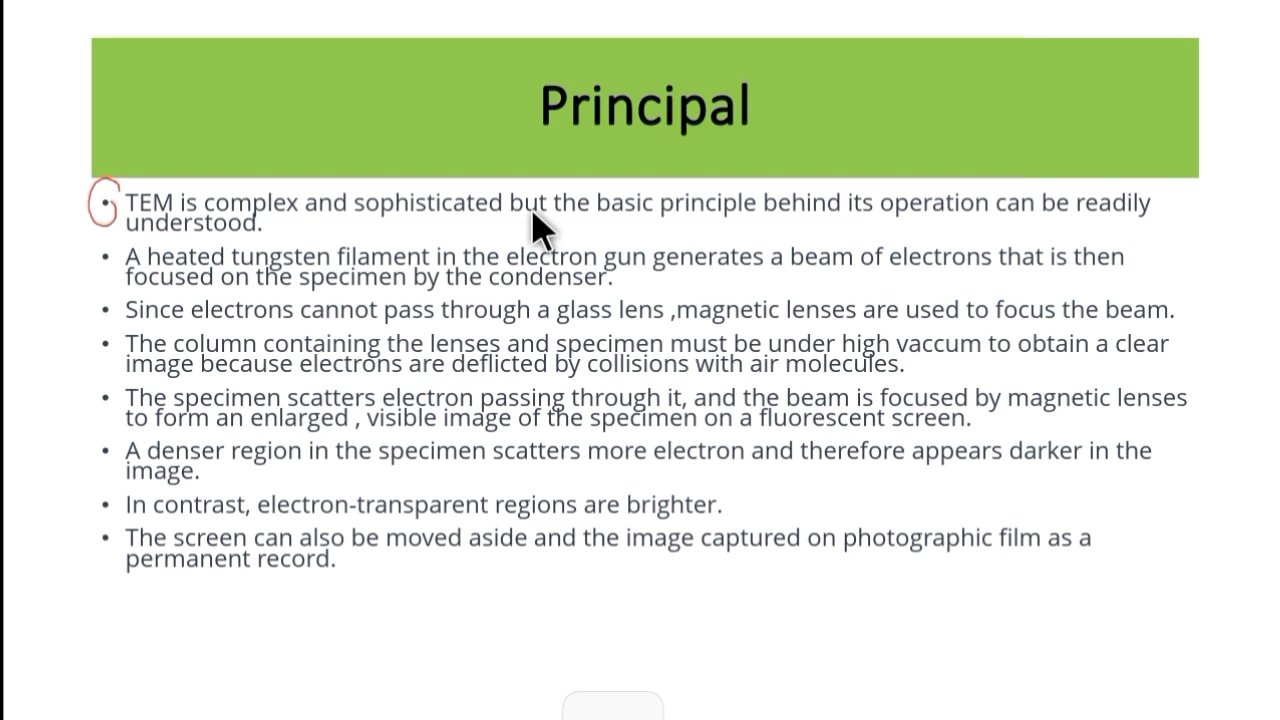 Principal
• TEM is complex and sophisticated but the basic principle behind its operation can be readily
understood.
• A heated tungsten filament in the electron gun generates a beam of electrons that is then
focused on the specimen by the condenser.
• Since electrons cannot pass through a glass lens ,magnetic lenses are used to focus the beam.
• The column containing the lenses and specimen must be under high vaccum to obtain a clear
image because electrons are deflicted by collisions with air molecules.
• The specimen scatters electron passing through it, and the beam is focused by magnetic lenses
to form an enlarged , visible image of the specimen on a fluorescent screen.
• A denser region in the specimen scatters more electron and therefore appears darker in the
image.
• In contrast, electron-transparent regions are brighter.
• The screen can also be moved aside and the image captured on photographic film as a
permanent record.